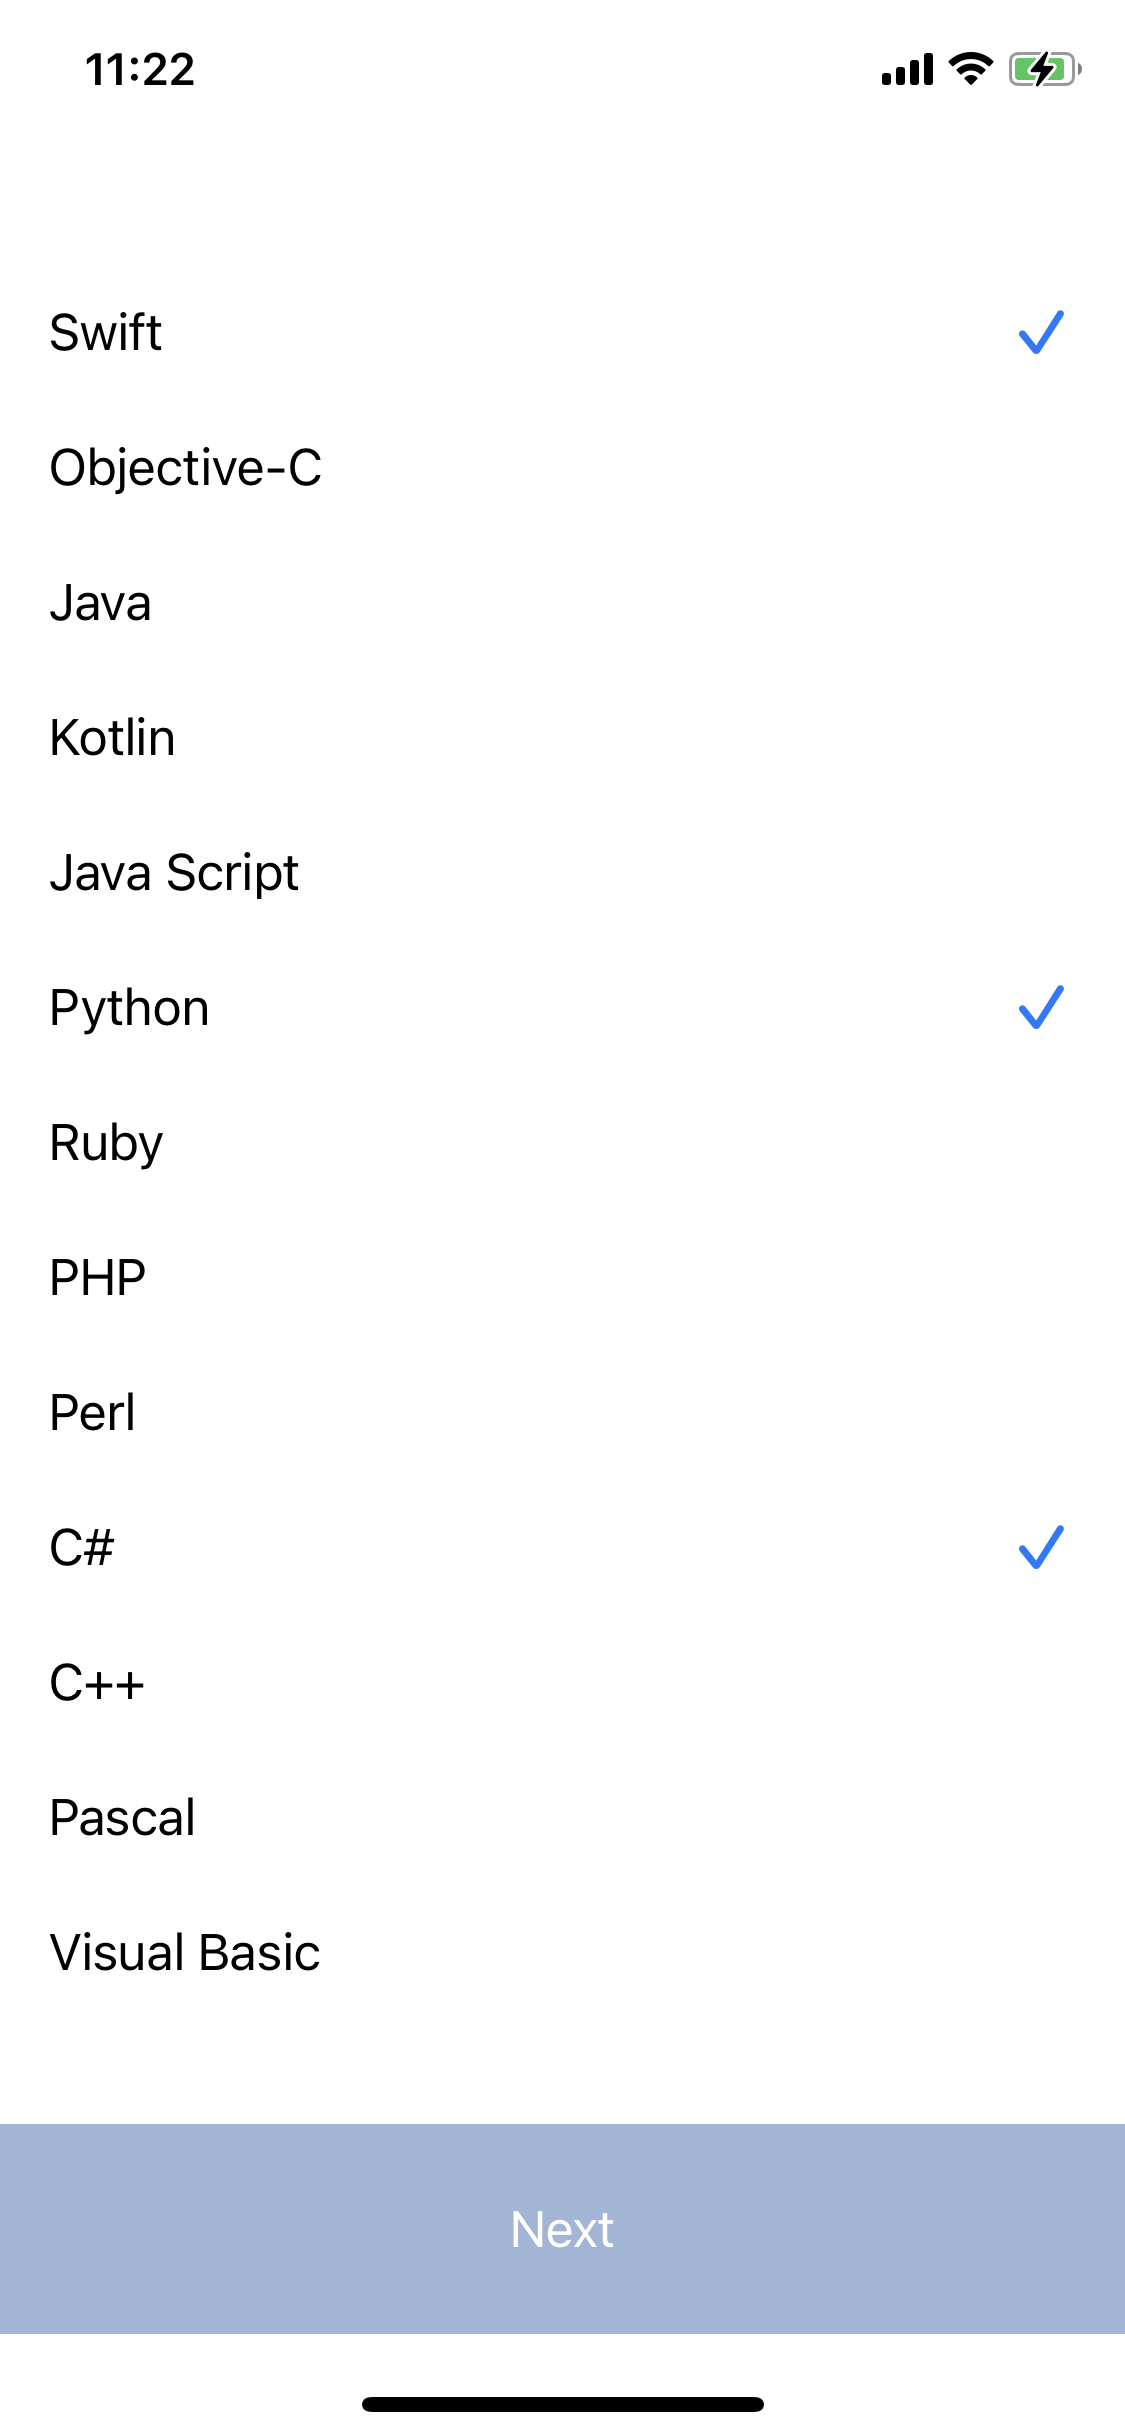 11:22
Swift
Objective-C
Java
Kotlin
Java Script
Python
Ruby
PHP
Perl
C#
C++
Pascal
Visual Basic
Next